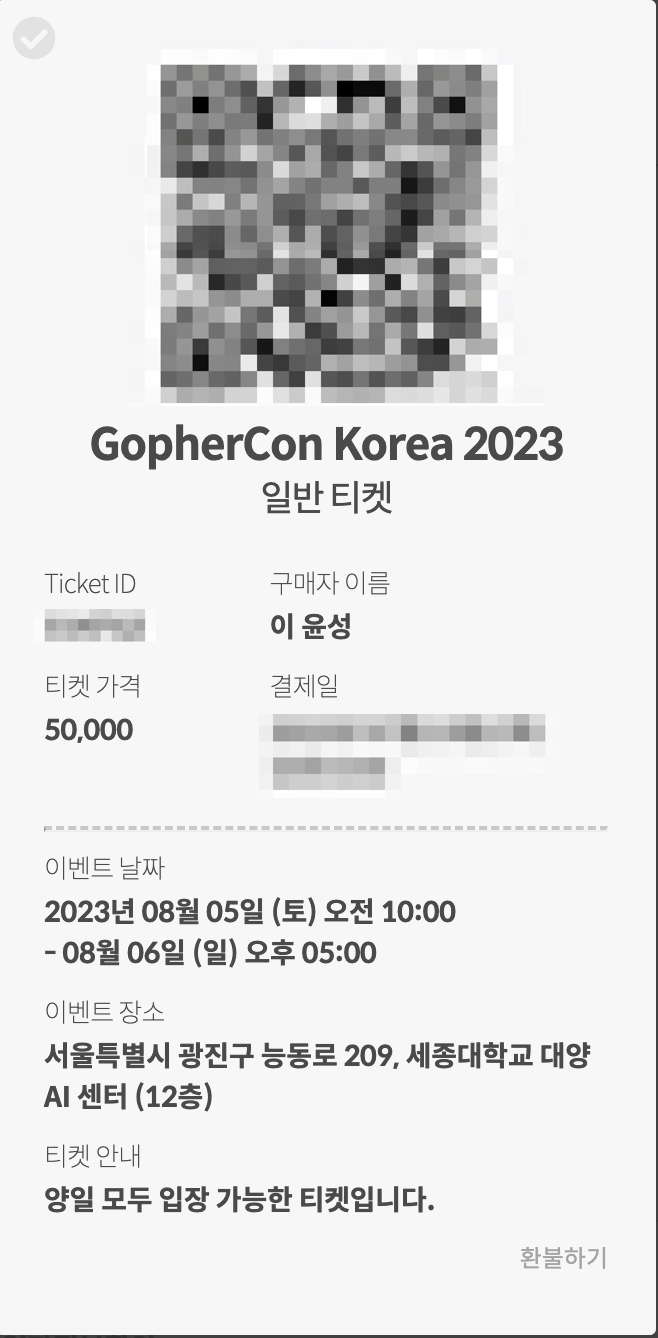 GopherCon Korea 2023
일반 티켓
Ticket ID
구매자 이름
이 윤성
티켓 가격
결제일
50,000
이벤트 날짜
2023년 08월 05일 (토) 오전 10:00
- 08월 06일 (일) 오후 05:00
이벤트 장소
서울특별시 광진구 능동로 209, 세종대학교 대양
AI 센터 (12층)
티켓 안내
양일 모두 입장 가능한 티켓입니다.
환불하기